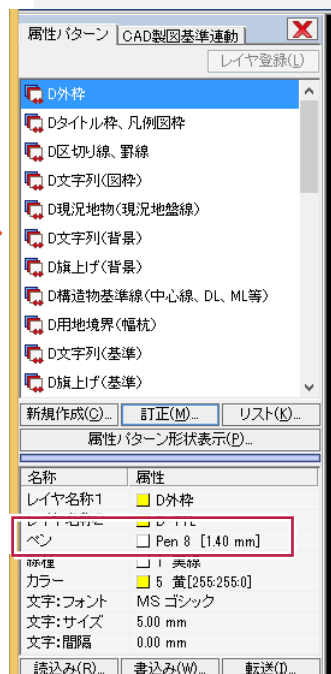 属性パターン CAD製図基準連動
レイヤ登録(L)
D外枠
Dタイトル枠、凡例図枠
D区切り線、罫線
D文字列(図枠)
D現況地物(現況地盤線)
D文字列(背景)
D旗上げ(背景)
D構造物基準線(中心線、DL、ML等)
D用地境界(幅杭)
D文字列(基準)
D旗上げ(基準)
新規作成(C)... 訂正(M)... リスト(K)...
属性パターン形状表示(P)...
名称 属性
レイヤ名称1 D外枠
レイヤ名称2 D-TTL
ペン Pen 8 [1.40 mm]
線種 1 実線
カラー 5 黄[255:255:0]
文字:フォント MS ゴシック
文字:サイズ 5.00 mm
文字:間隔 0.00 mm
読込み(R)... 書込み(W)... 転送(I)...